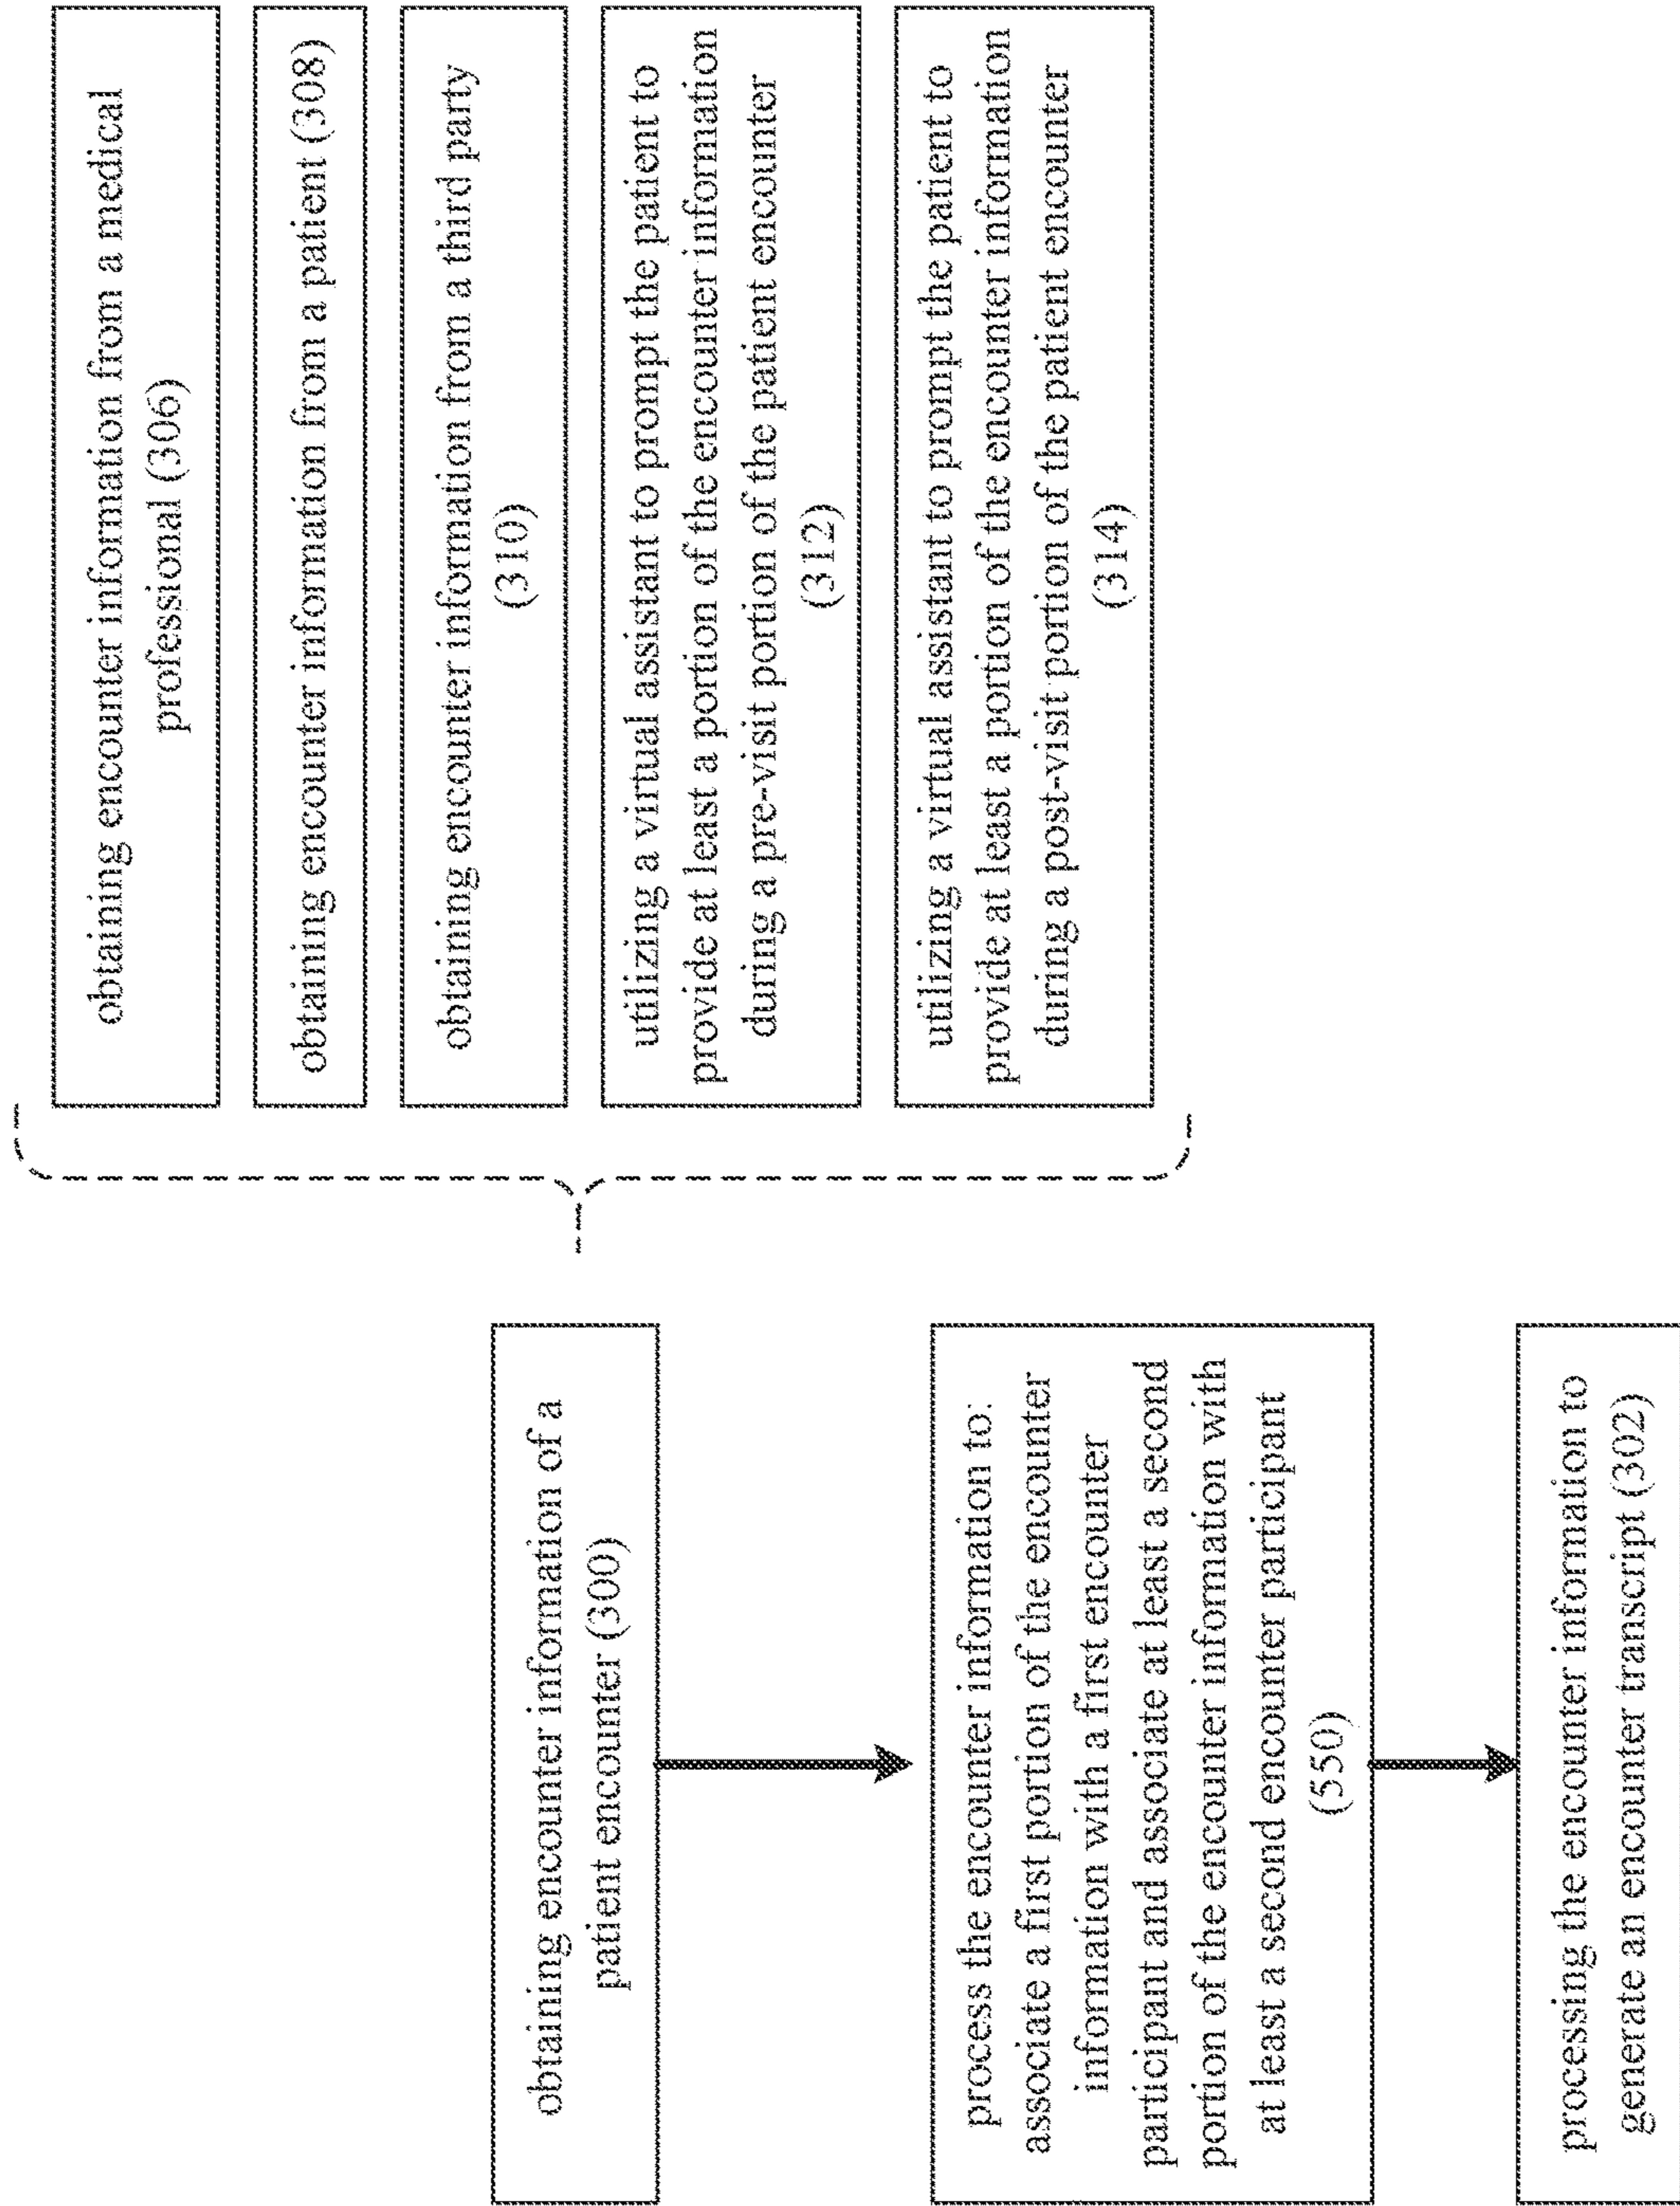 obtaining encounter information of a
patient encounter (300)
process the encounter information to:
associate a first portion of the encounter
information with a first encounter
participant and associate at least a second
portion of the encounter information with
at least a second encounter participant
(550)
processing the encounter information to
generate an encounter transcript (302)
obtaining encounter information from a medical
professional (306)
obtaining encounter information from a patient (308)
obtaining encounter information from a third party
(310)
utilizing a virtual assistant to prompt the patient to
provide at least a portion of the encounter information
during a pre-visit portion of the patient encounter
(312)
utilizing a virtual assistant to prompt the patient to
provide at least a portion of the encounter information
during a post-visit portion of the patient encounter
(314)